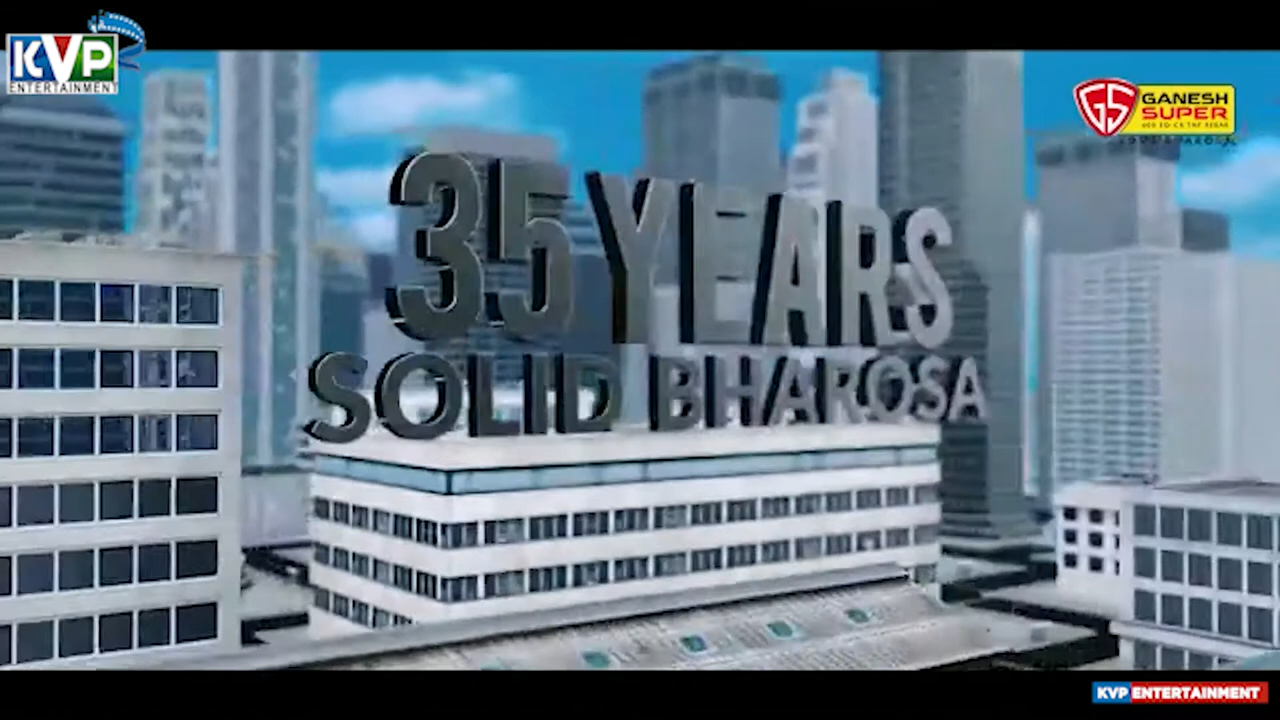 KVP
ENTERTAINMENT
GS GANESH
SUPER
35 YEARS
SOLID BHAROSA
KVP ENTERTAINMENT